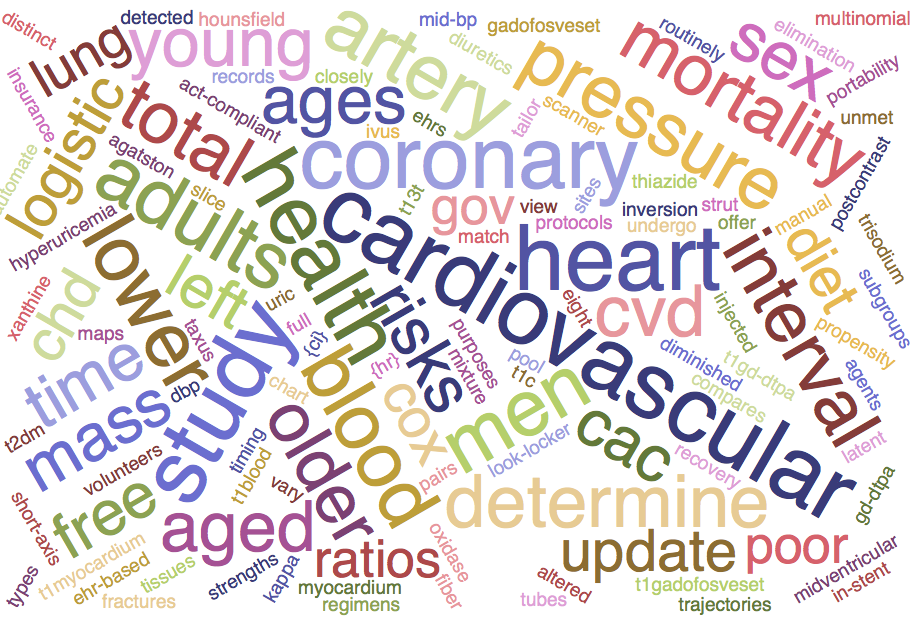 distinct
detected
hounsfield
mid-bp
gadofosveset
multinomial
lung
young
artery
diuretics
pressure
mortality
routinely
sex
elimination
portability
insurance
records
closely
act-compliant
ages
ivus
ehrs
tailor
scanner
unmet
logistic
total
agatston
coronary
postcontrast
automate
adults
slice
health
t13t
sites
thiazide
hyperuricemia
gov
view
protocols
match
inversion
strut
undergo
offer
manual
trisodium
xanthine
chd
lower
left
uric
cardiovascular
heart
interval
diet
subgroups
maps
taxus
full
{ci}
risks
eight
cvd
injected
propensity
time
dbp
study
chart
{hr}
purposes
mixture
pool
t1c
diminished
t1gd-dtpa
compares
agents
t2dm
mass
blood
cox
men
cac
latent
volunteers
timing
t1blood
older
pairs
look-locker
recovery
short-axis
free
vary
aged
determine
gd-dtpa
t1myocardium
ehr-based
tissues
strengths
kappa
ratios
oxidase
fiber
update
poor
types
fractures
myocardium
regimens
altered
tubes
t1gadofosveset
trajectories
midventricular
in-stent